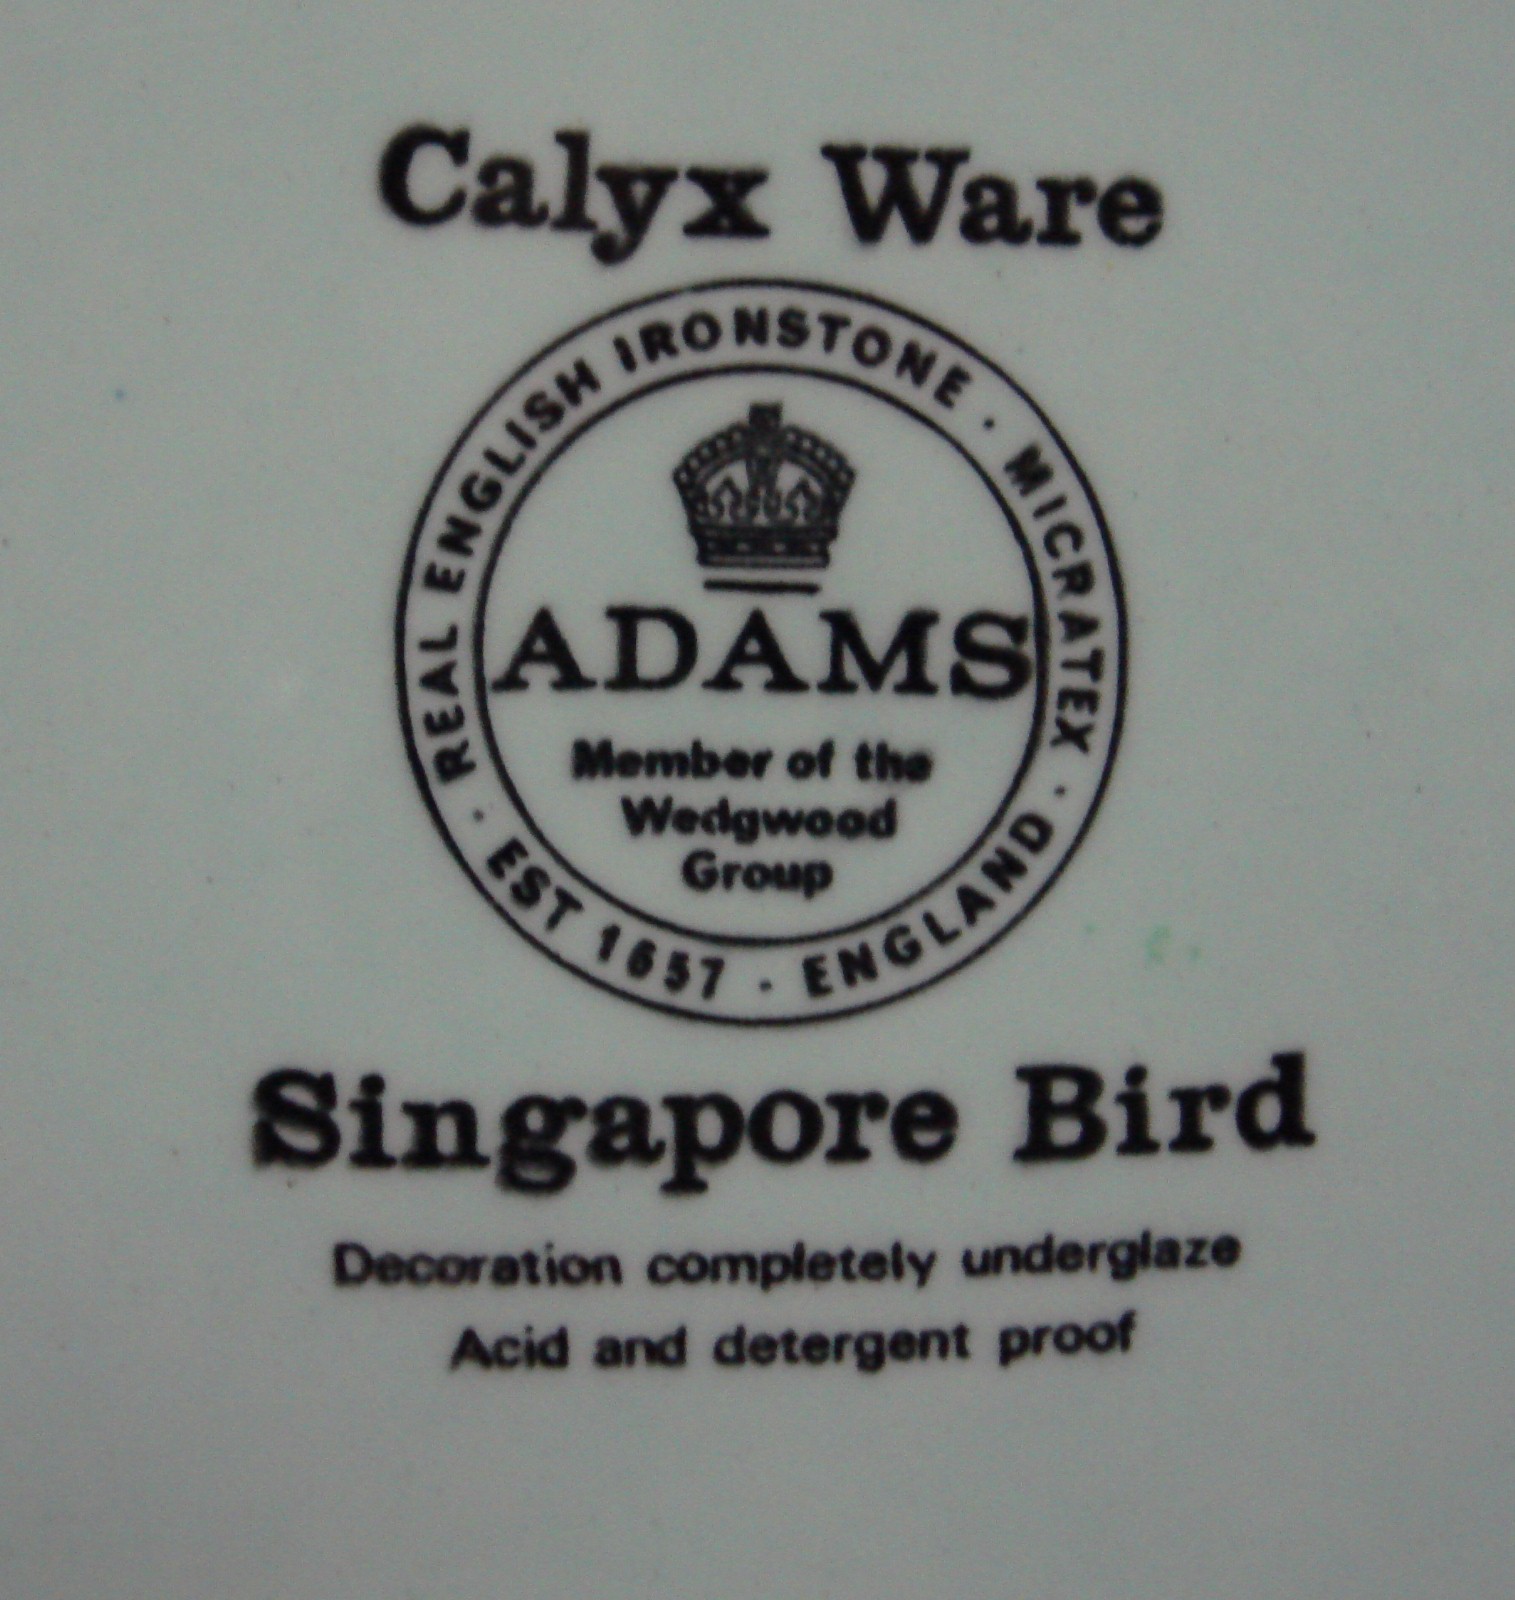 Calyx Ware
REAL ENGLISH IRONSTONE · MICRATEX ·
ADAMS
Member of the
Wedgwood
Group
EST 1657 · ENGLAND ·
Singapore Bird
Decoration completely underglaze
Acid and detergent proof